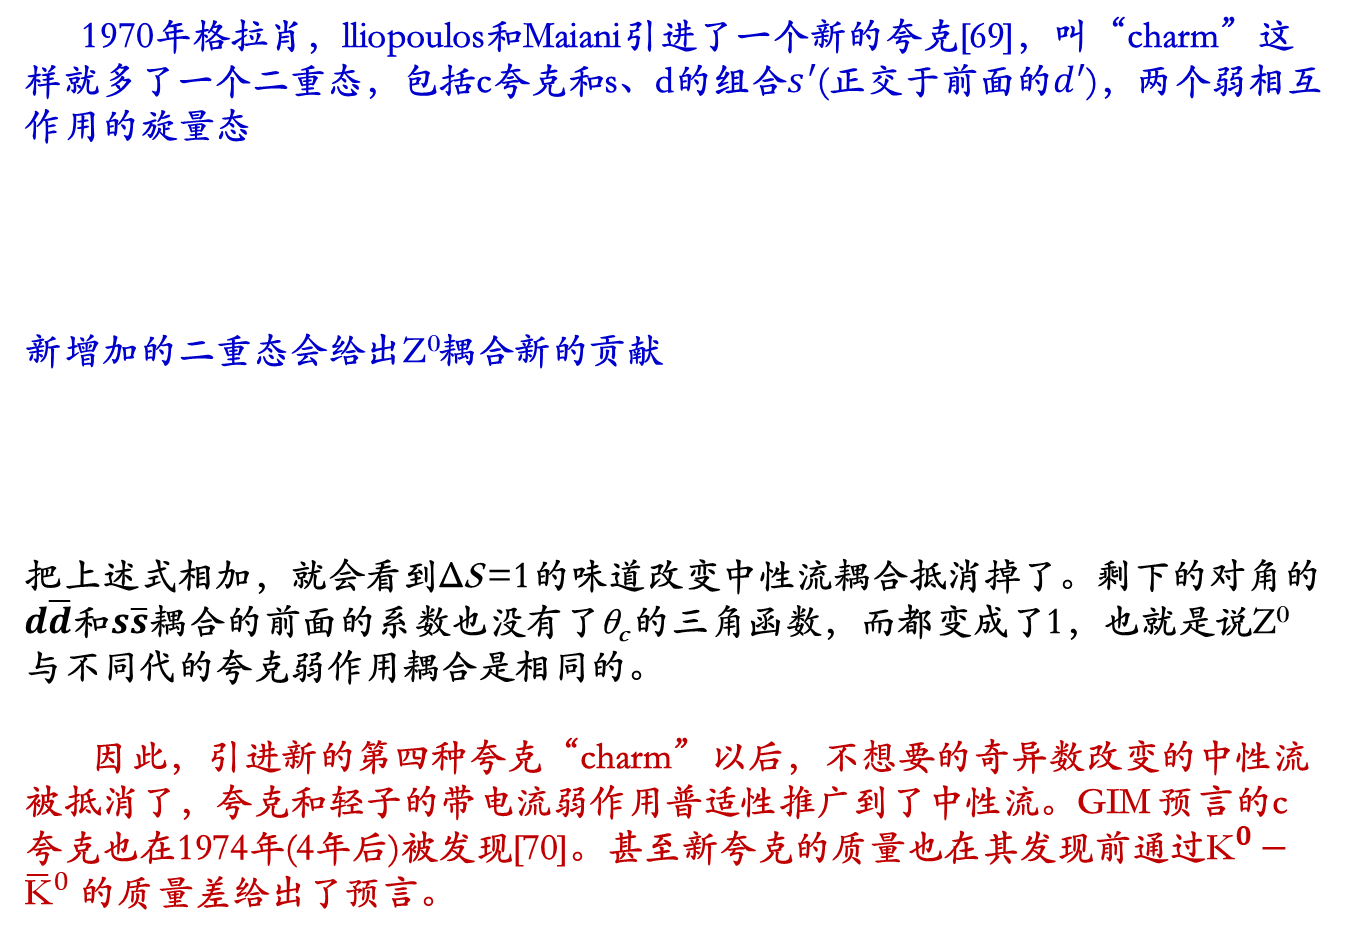 1970年格拉肖，lliopoulos和Maiani引进了一个新的夸克[69]，叫“charm”这
样就多了一个二重态，包括c夸克和s、d的组合s′(正交于前面的d′)，两个弱相互
作用的旋量态
新增加的二重态会给出Z⁰耦合新的贡献
把上述式相加，就会看到ΔS=1的味道改变中性流耦合抵消掉了。剩下的对角的
dd̅和ss̅耦合的前面的系数也没有了θc的三角函数，而都变成了1，也就是说Z⁰
与不同代的夸克弱作用耦合是相同的。
因此，引进新的第四种夸克“charm”以后，不想要的奇异数改变的中性流
被抵消了，夸克和轻子的带电流弱作用普适性推广到了中性流。GIM 预言的c
夸克也在1974年(4年后)被发现[70]。甚至新夸克的质量也在其发现前通过K⁰ −
K̅⁰ 的质量差给出了预言。